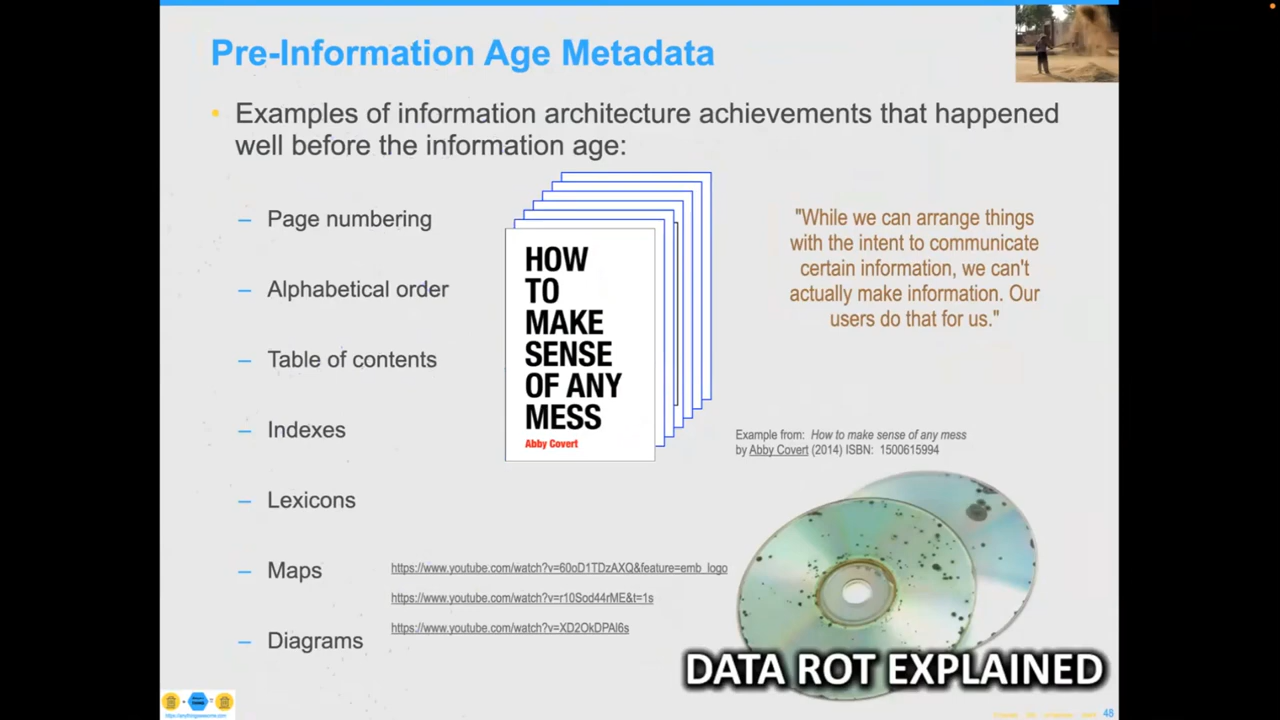 Pre-Information Age Metadata
• Examples of information architecture achievements that happened
well before the information age:
– Page numbering
– Alphabetical order
– Table of contents
– Indexes
– Lexicons
– Maps
– Diagrams
HOW
TO
MAKE
SENSE
OF ANY
MESS
Abby Covert
"While we can arrange things
with the intent to communicate
certain information, we can't
actually make information. Our
users do that for us."
Example from: How to make sense of any mess
by Abby Covert (2014) ISBN: 1500615994
https://www.youtube.com/watch?v=60oD1TDzAXQ&feature=emb_logo
https://www.youtube.com/watch?v=r10Sod44rME&t=1s
https://www.youtube.com/watch?v=XD2OkDPAl6s
DATA ROT EXPLAINED
48